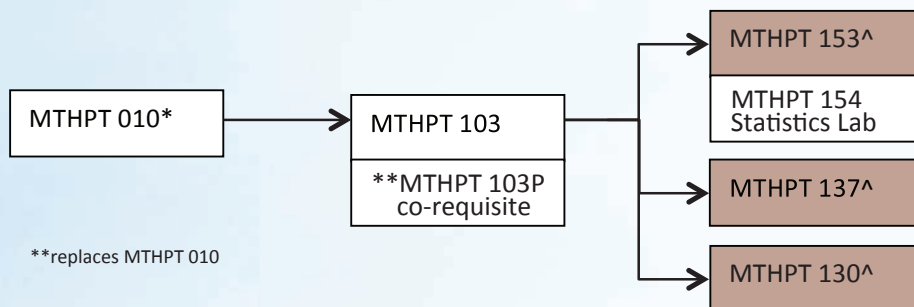 MTHPT 010*
MTHPT 103
**MTHPT 103P
co-requisite
MTHPT 153^
MTHPT 154
Statistics Lab
MTHPT 137^
MTHPT 130^
**replaces MTHPT 010